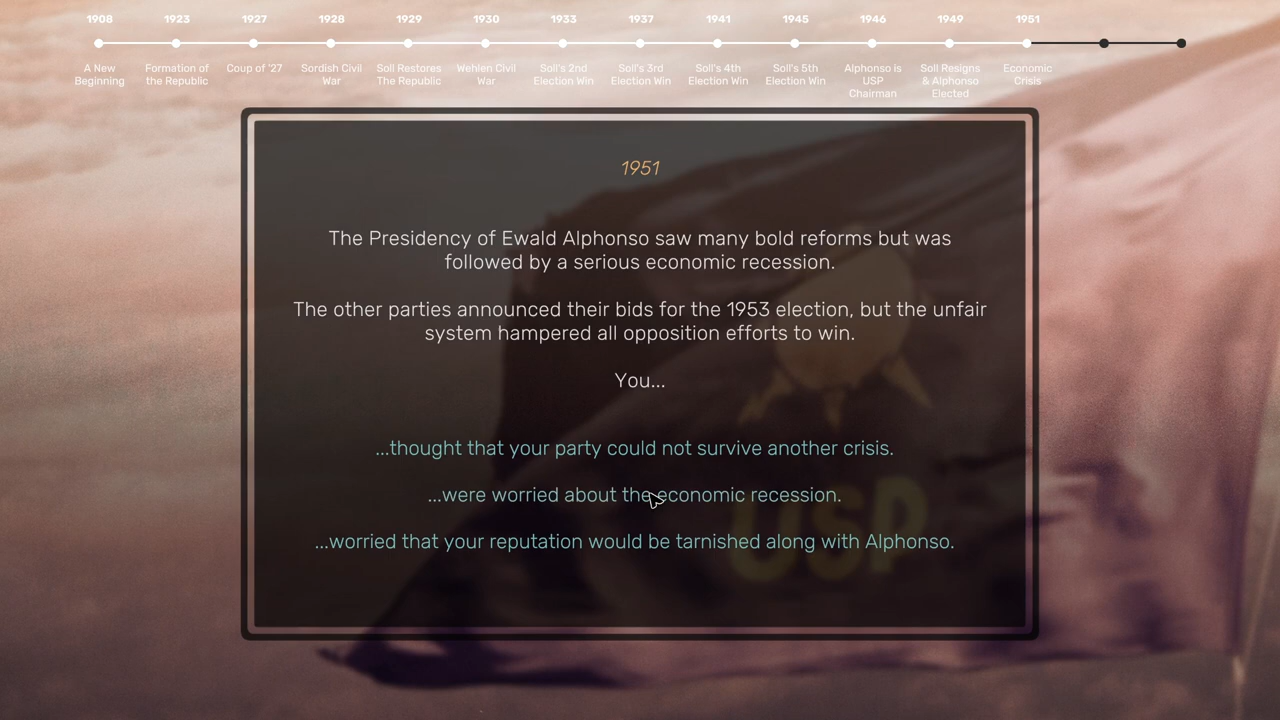 1908 1923 1927 1928 1929 1930 1933 1937 1941 1945 1946 1949 1951
A New Beginning
Formation of the Republic
Coup of '27
Sordish Civil War
Soll Restores The Republic
Wehlen Civil War
Soll's 2nd Election Win
Soll's 3rd Election Win
Soll's 4th Election Win
Soll's 5th Election Win
Alphonso is USP Chairman
Soll Resigns & Alphonso Elected
Economic Crisis
1951
The Presidency of Ewald Alphonso saw many bold reforms but was
followed by a serious economic recession.
The other parties announced their bids for the 1953 election, but the unfair
system hampered all opposition efforts to win.
You...
...thought that your party could not survive another crisis.
...were worried about the economic recession.
...worried that your reputation would be tarnished along with Alphonso.
USP